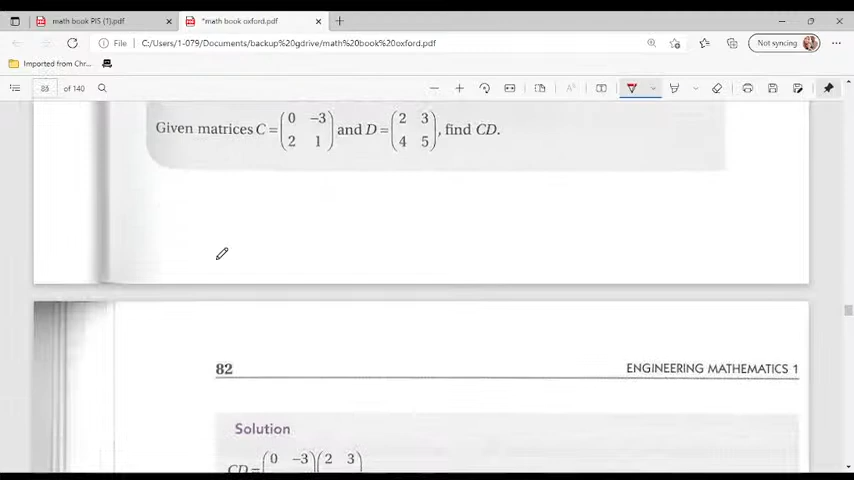 math book PIS (1).pdf
*math book oxford.pdf
File C:/Users/1-079/Documents/backup%20gdrive/math%20book%20oxford.pdf
Not syncing
Imported from Chr...
85 of 140
Given matrices C = (0 −3
2 1) and D = (2 3
4 5), find CD.
82 ENGINEERING MATHEMATICS 1
Solution
CD = (0 −3)(2 3